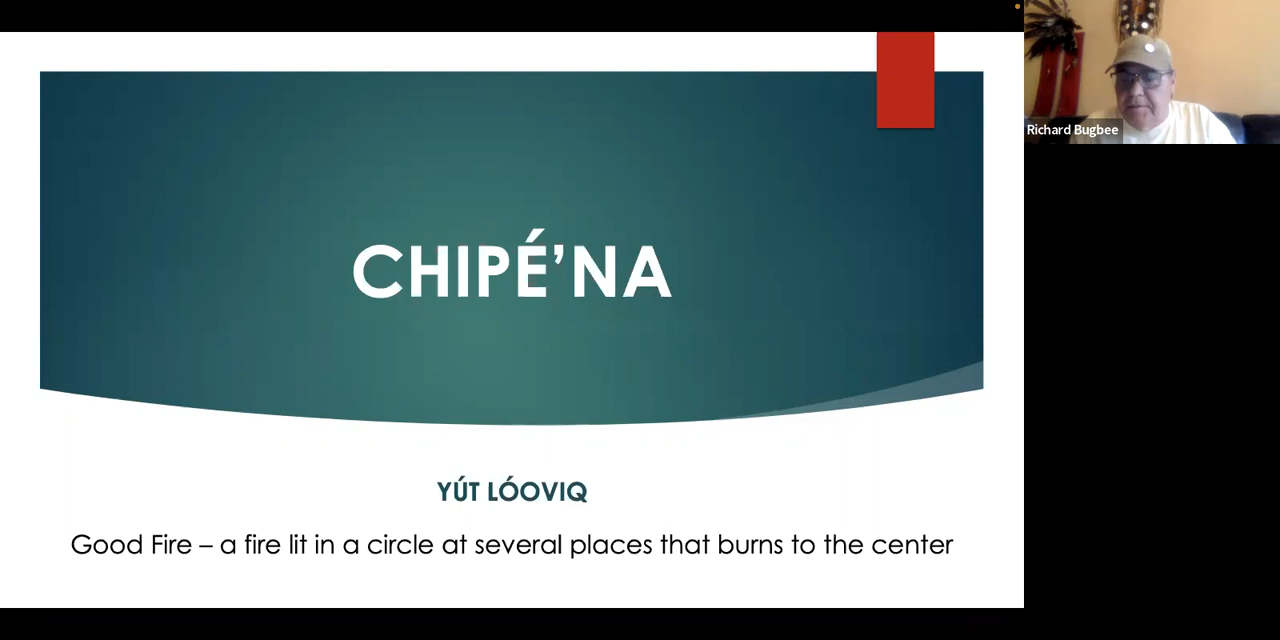 CHIPÉ’NA
YÚT LÓOVIQ
Good Fire – a fire lit in a circle at several places that burns to the center
Richard Bugbee